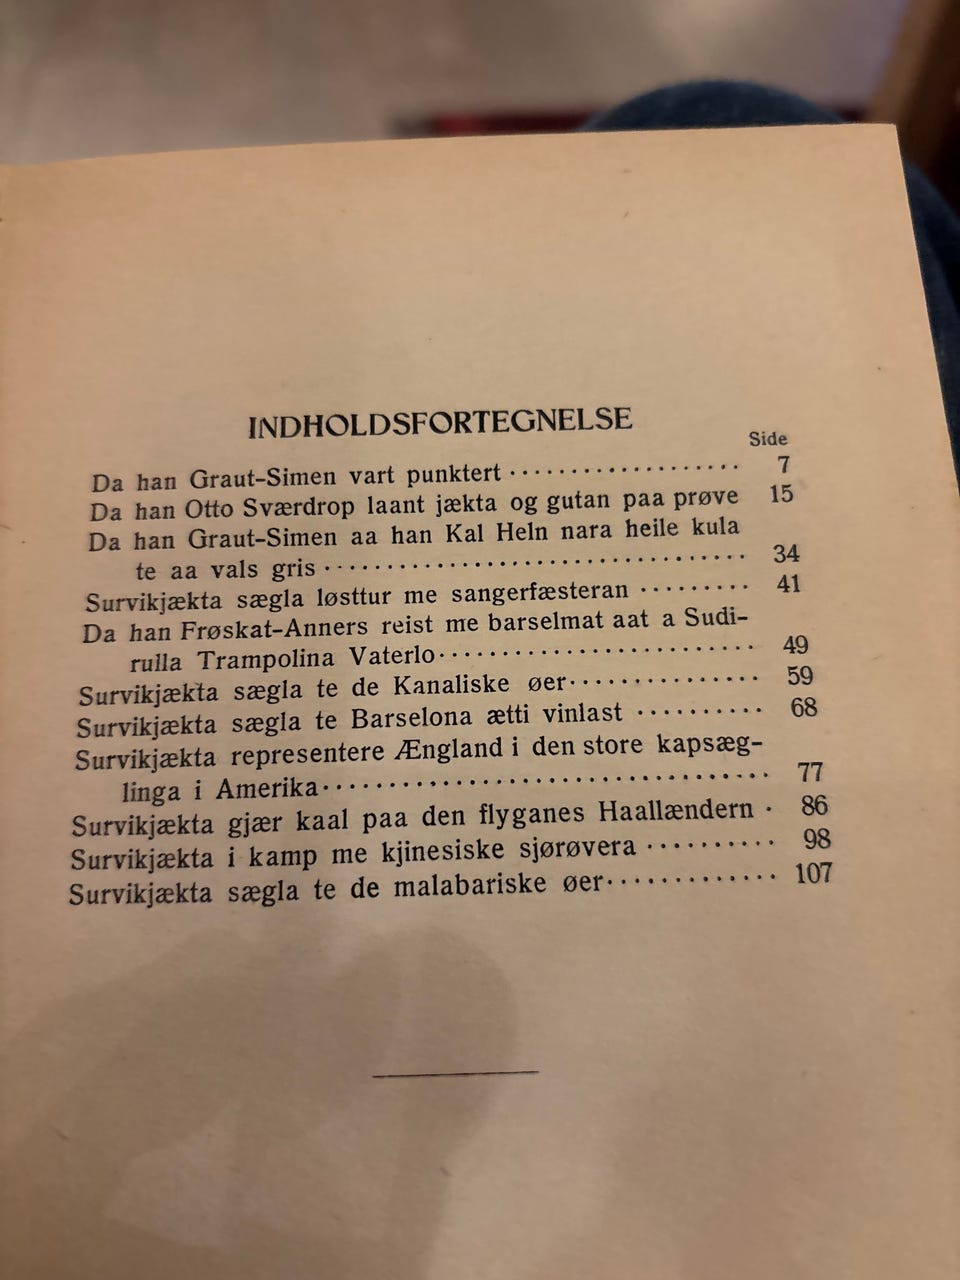 INDHOLDSFORTEGNELSE
Side
Da han Graut-Simen vart punktert ................... 7
Da han Otto Sværdrop laant jækta og gutan paa prøve 15
Da han Graut-Simen aa han Kal Heln nara heile kula
te aa vals gris .................................. 34
Survikjækta sægla løsttur me sangerfæsteran ......... 41
Da han Frøskat-Anners reist me barselmat aat a Sudi-
rulla Trampolina Vaterlo......................... 49
Survikjækta sægla te de Kanaliske øer............... 59
Survikjækta sægla te Barselona ætti vinlast .......... 68
Survikjækta representere Ængland i den store kapsæg-
linga i Amerika.................................. 77
Survikjækta gjær kaal paa den flyganes Haallændern . 86
Survikjækta i kamp me kjinesiske sjørøvera .......... 98
Survikjækta sægla te de malabariske øer............. 107